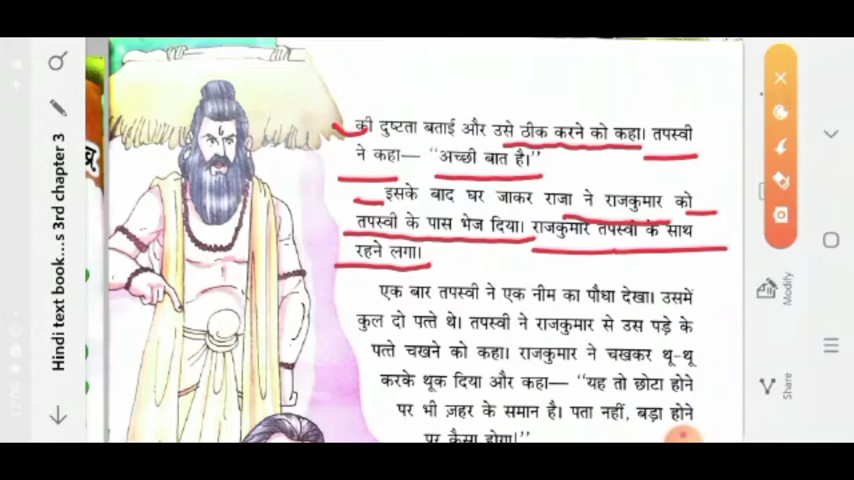 की दुष्टता बताई और उसे ठीक करने को कहा। तपस्वी
ने कहा— “अच्छी बात है।”
इसके बाद घर जाकर राजा ने राजकुमार को
तपस्वी के पास भेज दिया। राजकुमार तपस्वी के साथ
रहने लगा।
एक बार तपस्वी ने एक नीम का पौधा देखा। उसमें
कुल दो पत्ते थे। तपस्वी ने राजकुमार से उस पड़े के
पत्ते चखने को कहा। राजकुमार ने चखकर थू-थू
करके थूक दिया और कहा— “यह तो छोटा होने
पर भी ज़हर के समान है। पता नहीं, बड़ा होने
पर कैसा होगा!”
Hindi text book...s 3rd chapter 3
Modify
Share